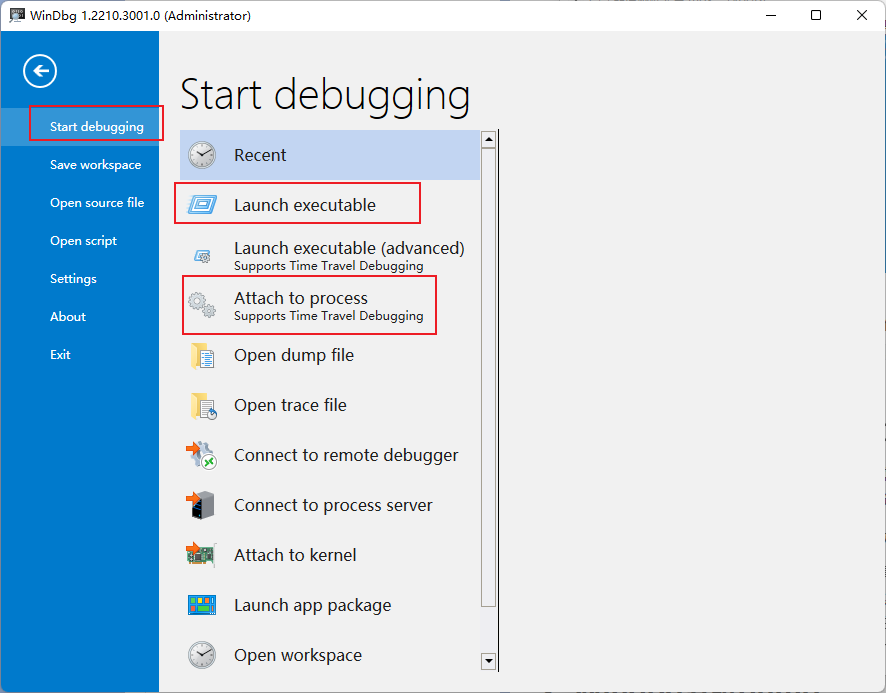 WinDbg 1.2210.3001.0 (Administrator)
Start debugging
Save workspace
Open source file
Open script
Settings
About
Exit
Start debugging
Recent
Launch executable
Launch executable (advanced)
Supports Time Travel Debugging
Attach to process
Supports Time Travel Debugging
Open dump file
Open trace file
Connect to remote debugger
Connect to process server
Attach to kernel
Launch app package
Open workspace